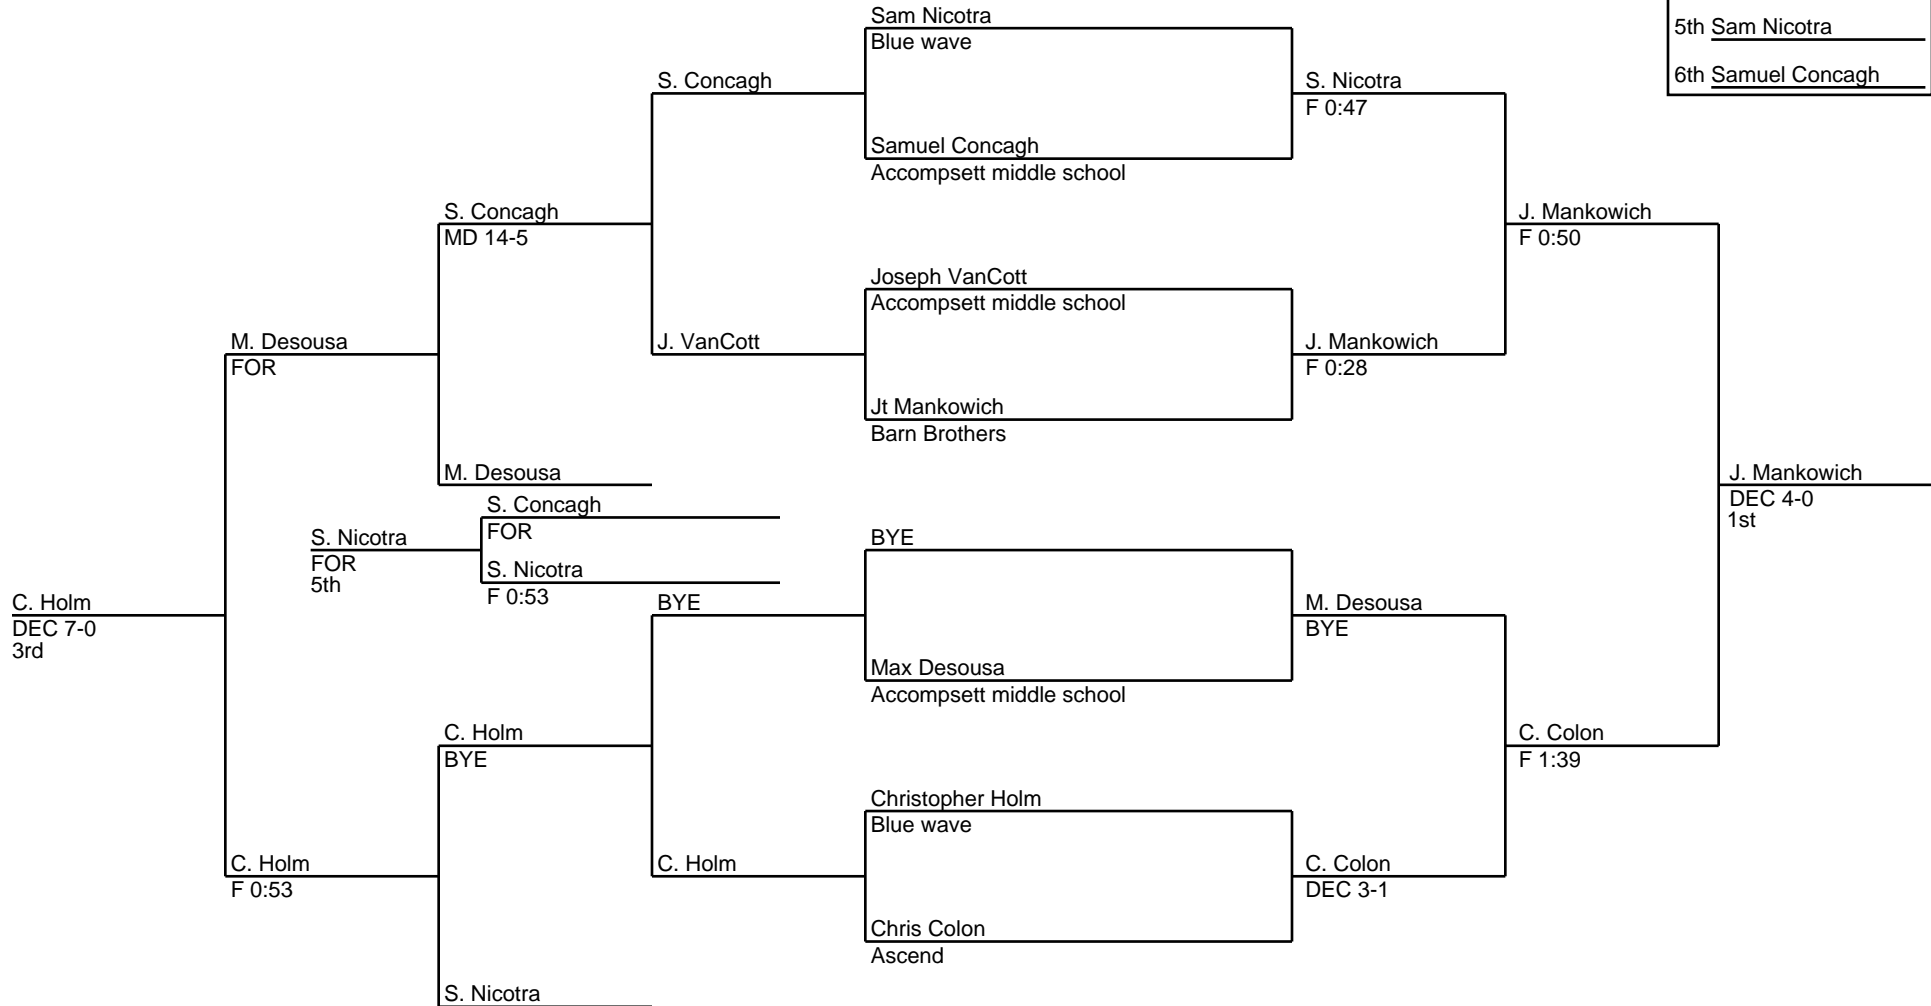 Sam Nicotra
Blue wave
5th Sam Nicotra
6th Samuel Concagh
S. Concagh
S. Nicotra
F 0:47
Samuel Concagh
Accompsett middle school
S. Concagh
MD 14-5
J. Mankowich
F 0:50
Joseph VanCott
Accompsett middle school
M. Desousa
FOR
J. VanCott
J. Mankowich
F 0:28
Jt Mankowich
Barn Brothers
M. Desousa
J. Mankowich
DEC 4-0
1st
S. Concagh
FOR
S. Nicotra
FOR
5th
S. Nicotra
F 0:53
BYE
C. Holm
DEC 7-0
3rd
BYE
M. Desousa
BYE
Max Desousa
Accompsett middle school
C. Holm
BYE
C. Colon
F 1:39
Christopher Holm
Blue wave
C. Holm
F 0:53
C. Holm
C. Colon
DEC 3-1
Chris Colon
Ascend
S. Nicotra